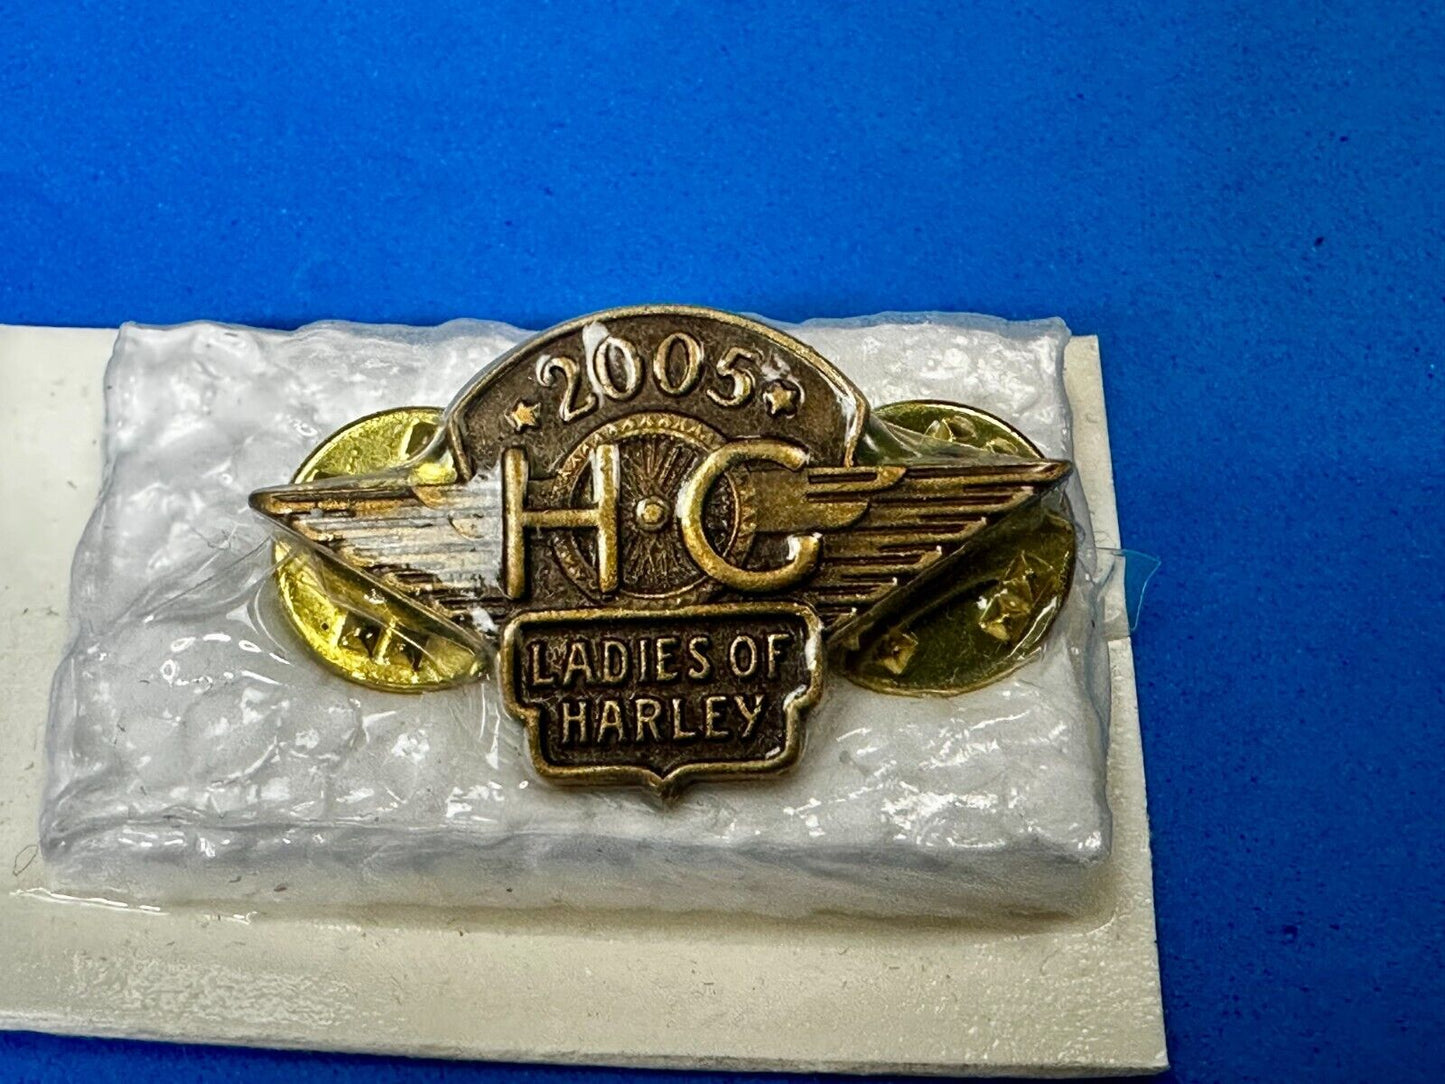 2005
H·G
LADIES OF
HARLEY